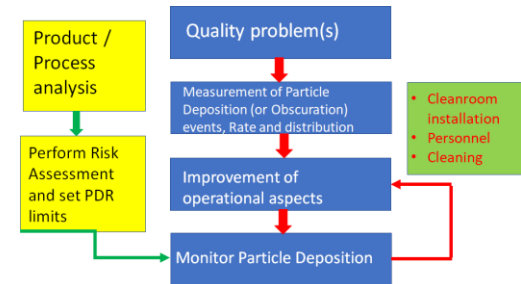 Product /
Process
analysis
Perform Risk
Assessment
and set PDR
limits
Quality problem(s)
Measurement of Particle
Deposition (or Obscuration)
events, Rate and distribution
Improvement of
operational aspects
Monitor Particle Deposition
• Cleanroom
installation
• Personnel
• Cleaning